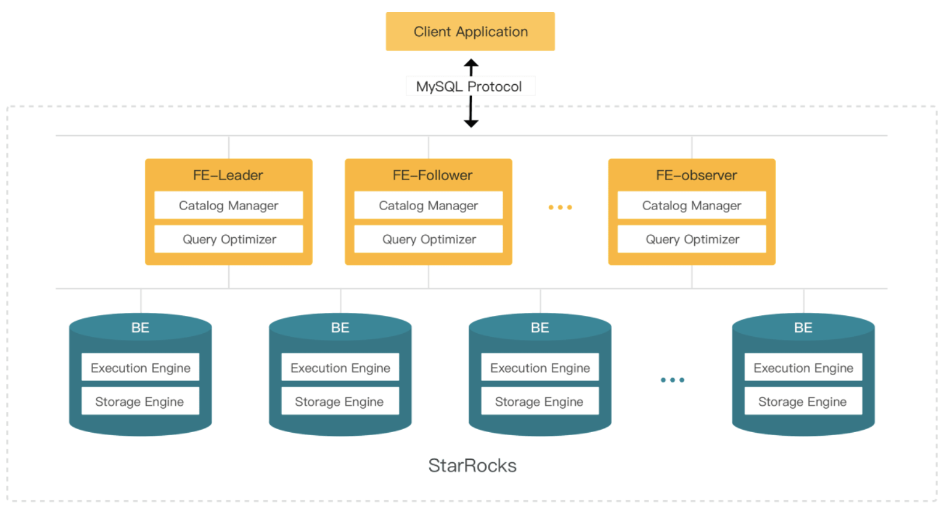 Client Application
MySQL Protocol
FE-Leader
Catalog Manager
Query Optimizer
FE-Follower
Catalog Manager
Query Optimizer
...
FE-observer
Catalog Manager
Query Optimizer
BE
Execution Engine
Storage Engine
BE
Execution Engine
Storage Engine
BE
Execution Engine
Storage Engine
...
BE
Execution Engine
Storage Engine
StarRocks